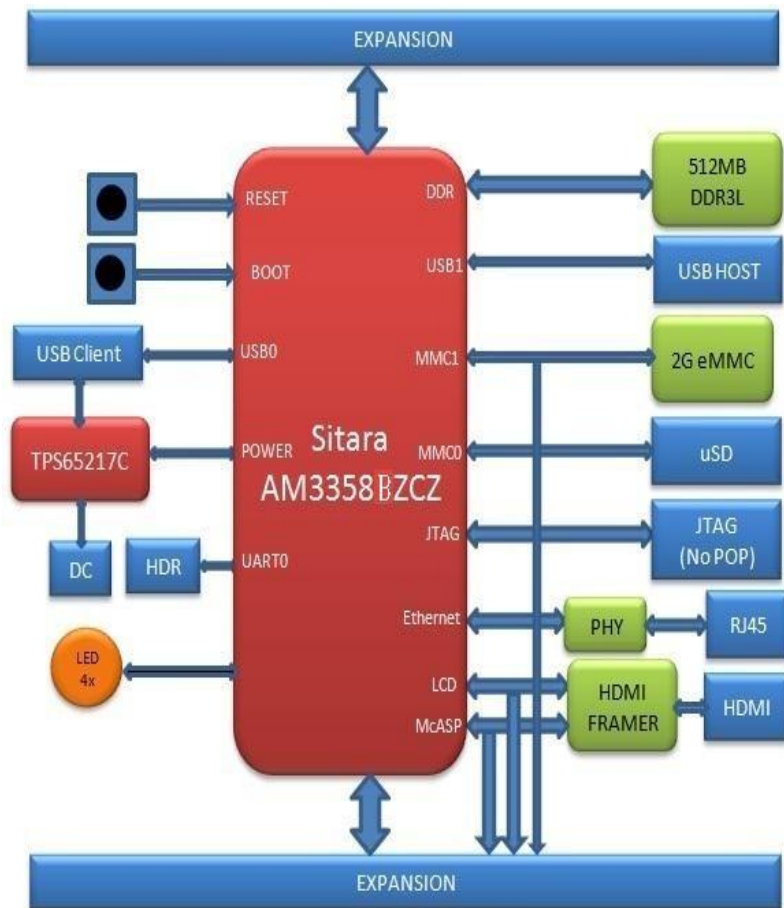 EXPANSION
RESET
BOOT
USB Client
USB0
TPS65217C
POWER
DC
HDR
UART0
LED
4x
Sitara
AM3358BZCZ
DDR
USB1
MMC1
MMC0
JTAG
Ethernet
LCD
McASP
512MB
DDR3L
USB HOST
2G eMMC
uSD
JTAG
(No POP)
PHY
RJ45
HDMI
FRAMER
HDMI
EXPANSION